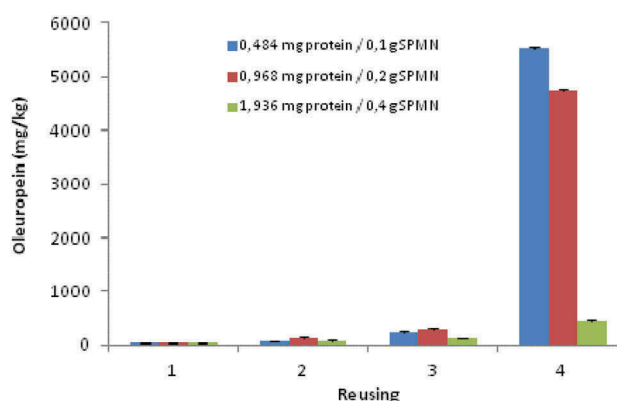 6000
5000
4000
3000
2000
1000
0
Oleuropein (mg/kg)
0,484 mg protein / 0,1 gSPMN
0,968 mg protein / 0,2 gSPMN
1,936 mg protein / 0,4 gSPMN
1 2 3 4
Reusing